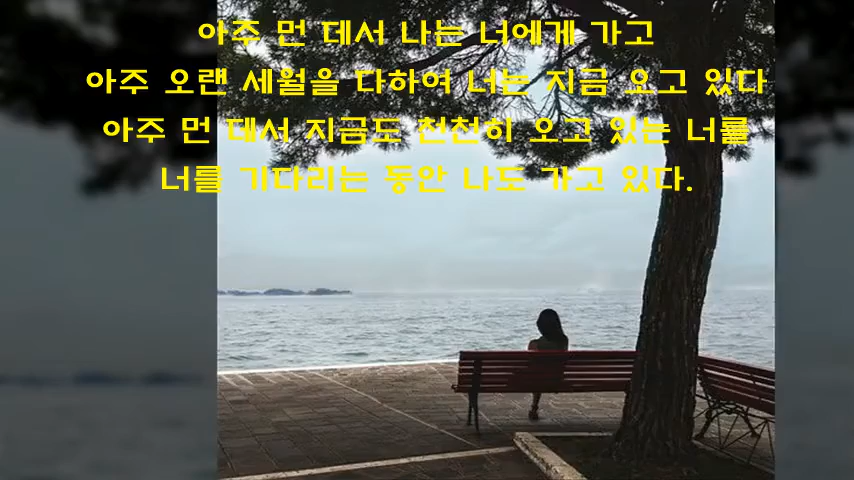 아주 먼 데서 나는 너에게 가고
아주 오랜 세월을 다하여 너는 지금 오고 있다
아주 먼 데서 지금도 천천히 오고 있는 너를
너를 기다리는 동안 나도 가고 있다.